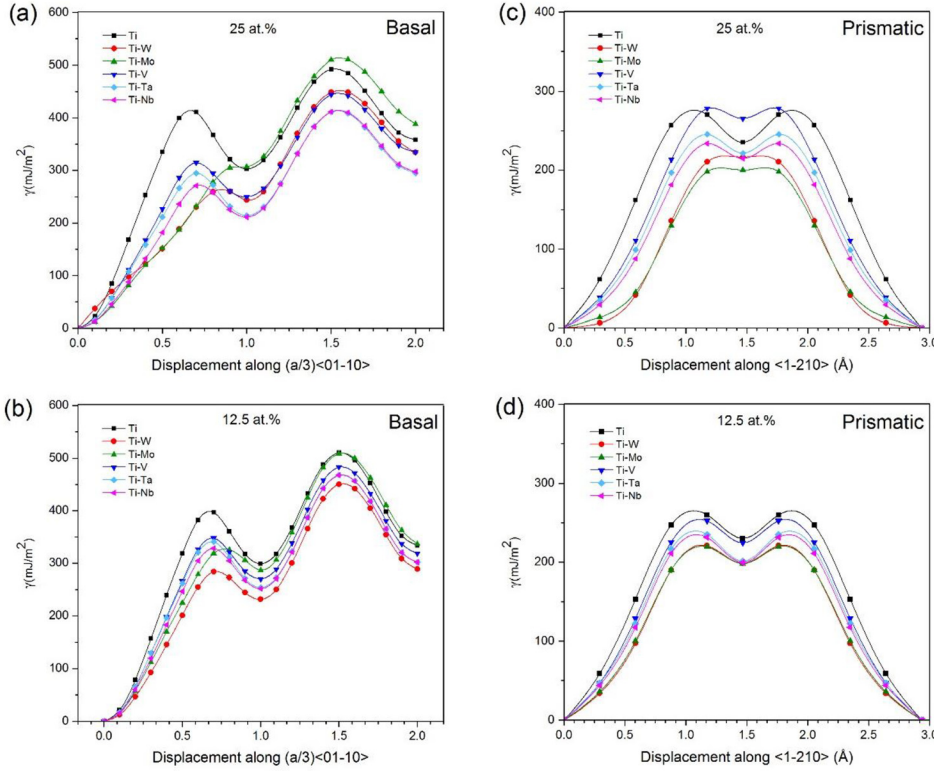 (a)
25 at.%
Basal
Ti
Ti-W
Ti-Mo
Ti-V
Ti-Ta
Ti-Nb
γ(mJ/m²)
600
500
400
300
200
100
0
0.0 0.5 1.0 1.5 2.0
Displacement along (a/3)<01-10>
(c)
25 at.%
Prismatic
Ti
Ti-W
Ti-Mo
Ti-V
Ti-Ta
Ti-Nb
γ(mJ/m²)
400
300
200
100
0
0.0 0.5 1.0 1.5 2.0 2.5 3.0
Displacement along <1-210> (Å)
(b)
12.5 at.%
Basal
Ti
Ti-W
Ti-Mo
Ti-V
Ti-Ta
Ti-Nb
γ(mJ/m²)
600
500
400
300
200
100
0
0.0 0.5 1.0 1.5 2.0
Displacement along (a/3)<01-10>
(d)
12.5 at.%
Prismatic
Ti
Ti-W
Ti-Mo
Ti-V
Ti-Ta
Ti-Nb
γ(mJ/m²)
400
300
200
100
0
0.0 0.5 1.0 1.5 2.0 2.5 3.0
Displacement along <1-210> (Å)